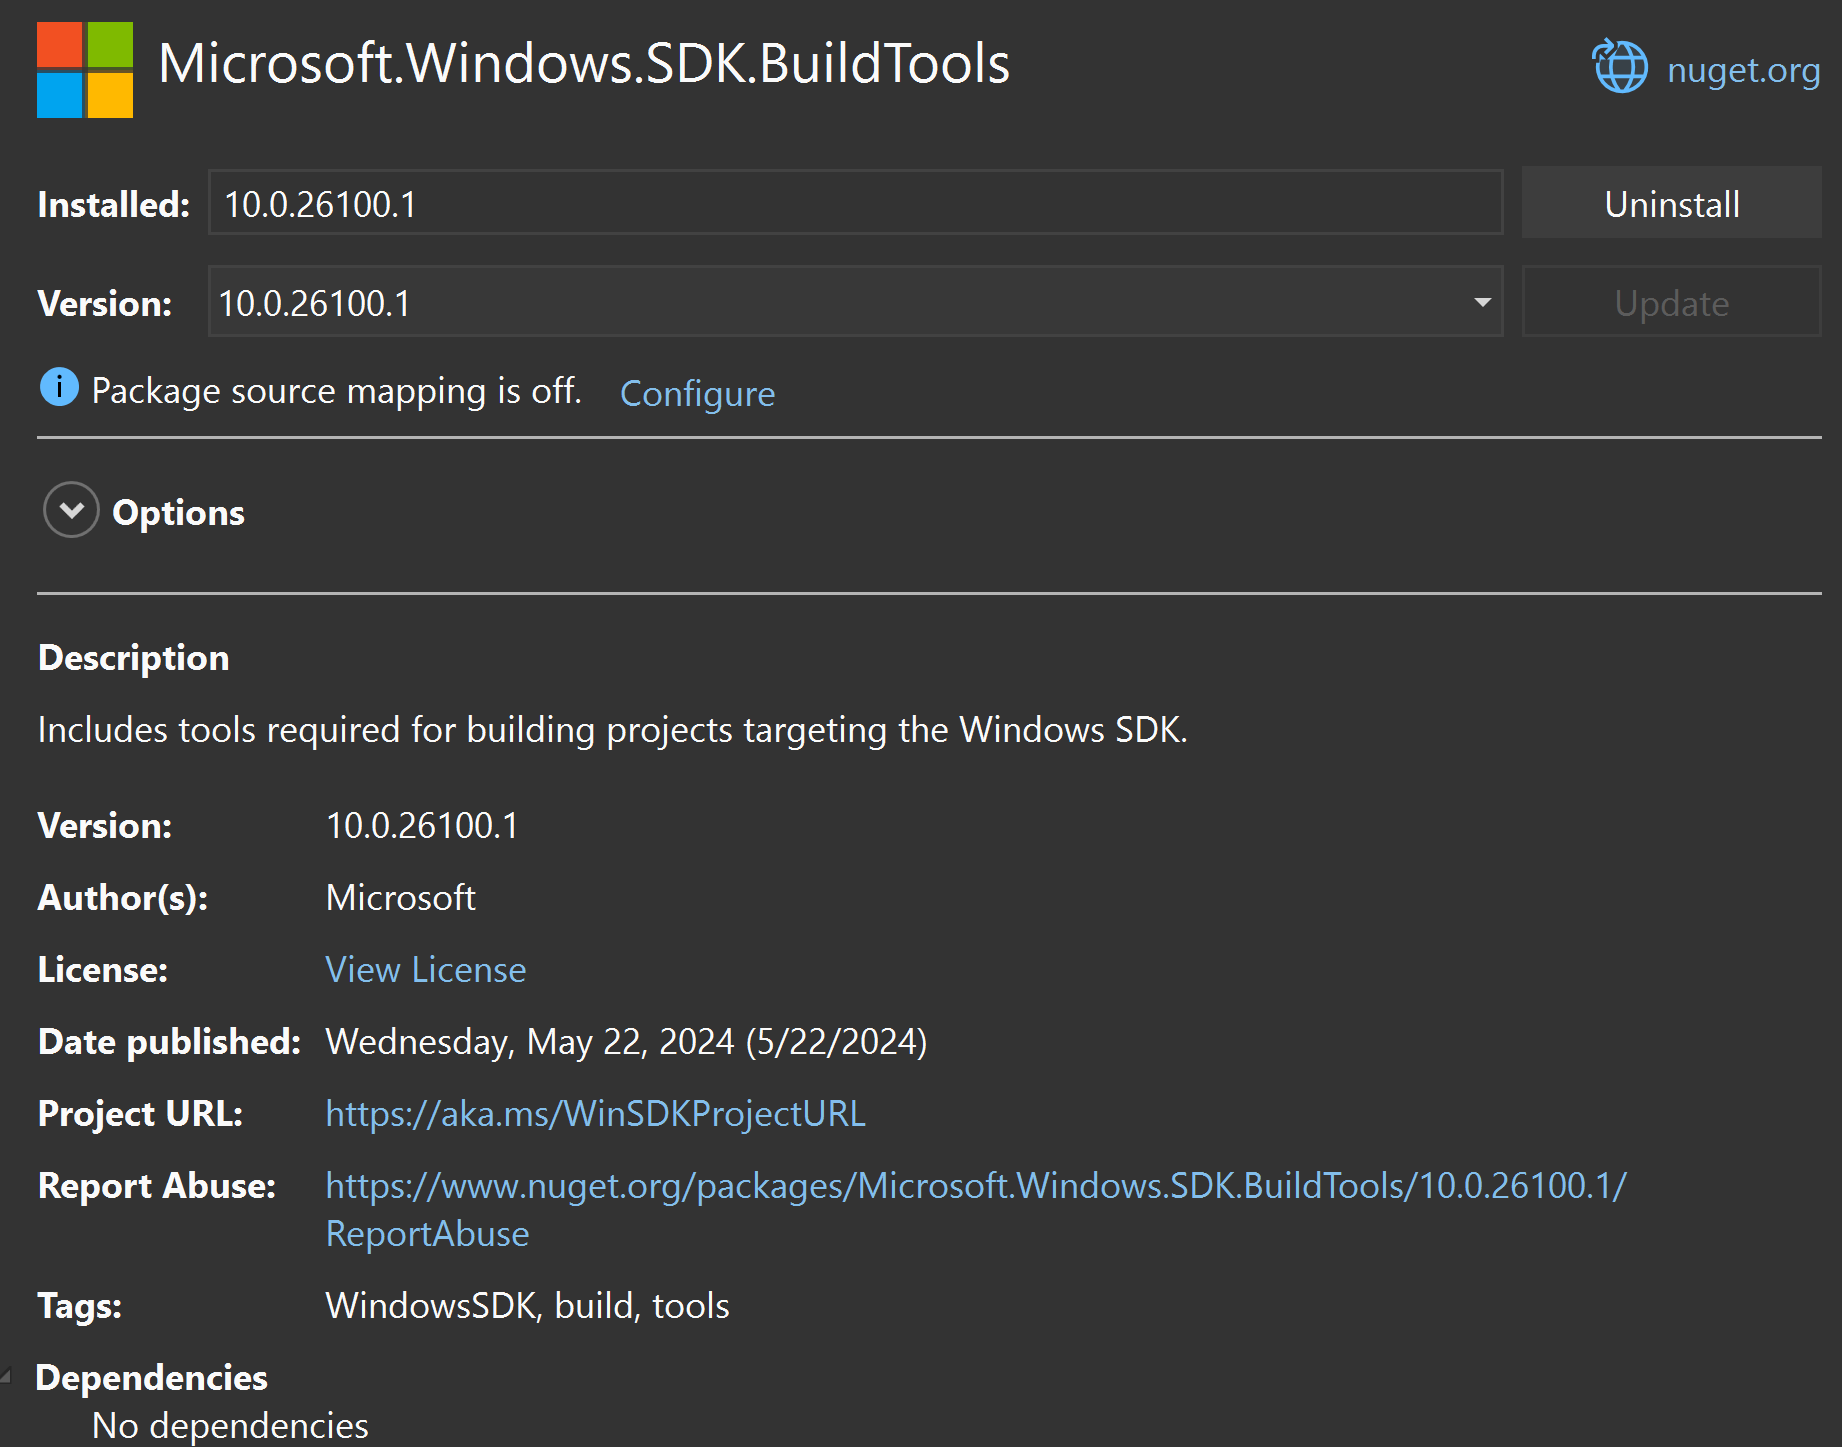 Microsoft.Windows.SDK.BuildTools
nuget.org
Installed: 10.0.26100.1 Uninstall
Version: 10.0.26100.1 Update
Package source mapping is off. Configure
Options
Description
Includes tools required for building projects targeting the Windows SDK.
Version: 10.0.26100.1
Author(s): Microsoft
License: View License
Date published: Wednesday, May 22, 2024 (5/22/2024)
Project URL: https://aka.ms/WinSDKProjectURL
Report Abuse: https://www.nuget.org/packages/Microsoft.Windows.SDK.BuildTools/10.0.26100.1/
ReportAbuse
Tags: WindowsSDK, build, tools
Dependencies
No dependencies